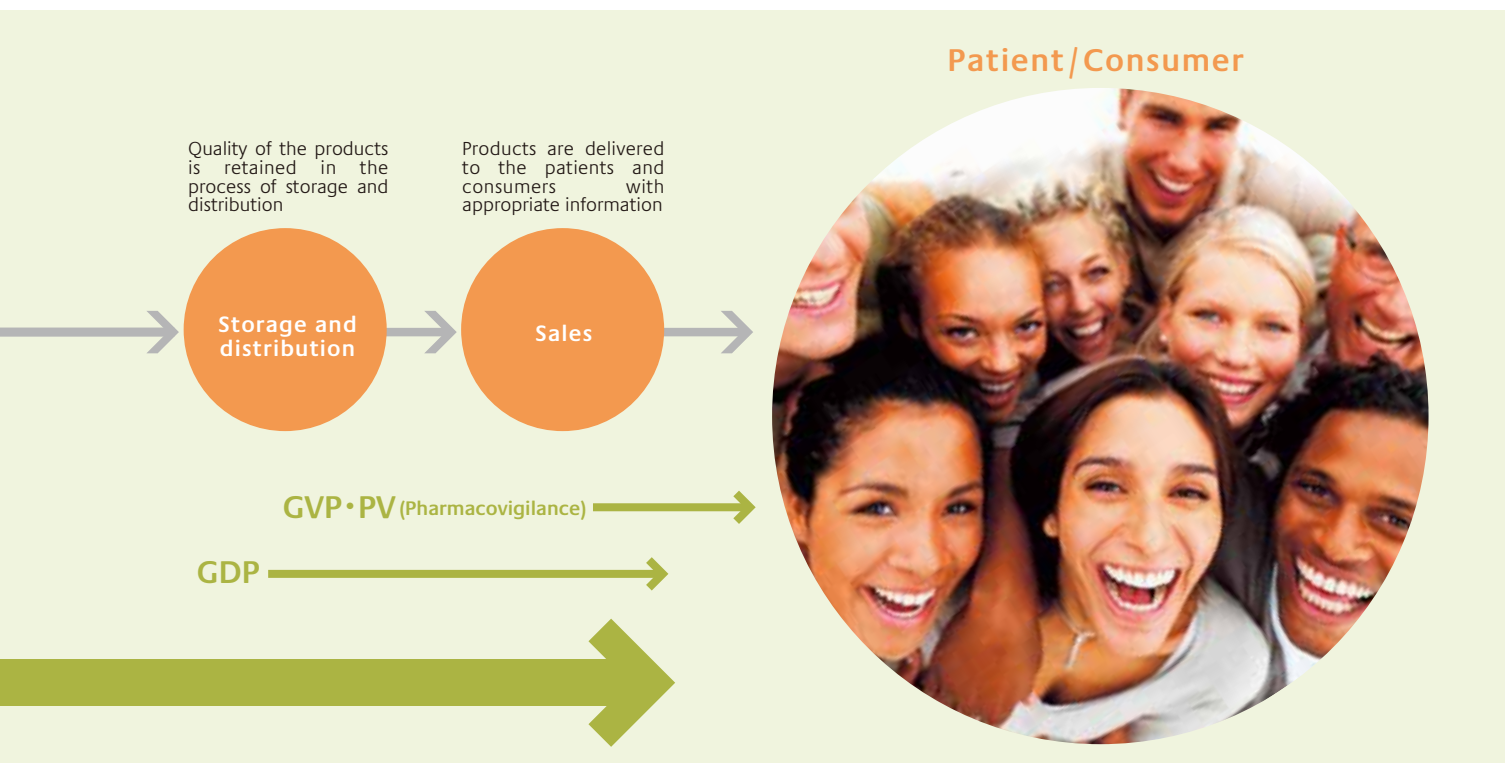 Patient/Consumer
Quality of the products
is retained in the
process of storage and
distribution
Products are delivered
to the patients and
consumers with
appropriate information
Storage and
distribution
Sales
GVP・PV (Pharmacovigilance)
GDP